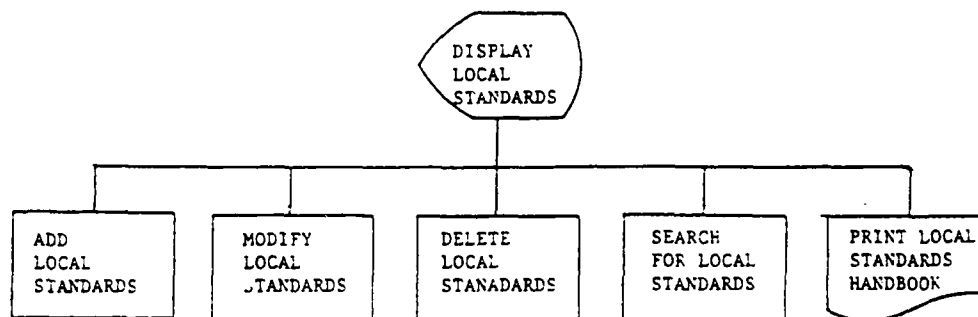 DISPLAY
LOCAL
STANDARDS
ADD
LOCAL
STANDARDS
MODIFY
LOCAL
STANDARDS
DELETE
LOCAL
STANADARDS
SEARCH
FOR LOCAL
STANDARDS
PRINT LOCAL
STANDARDS
HANDBOOK